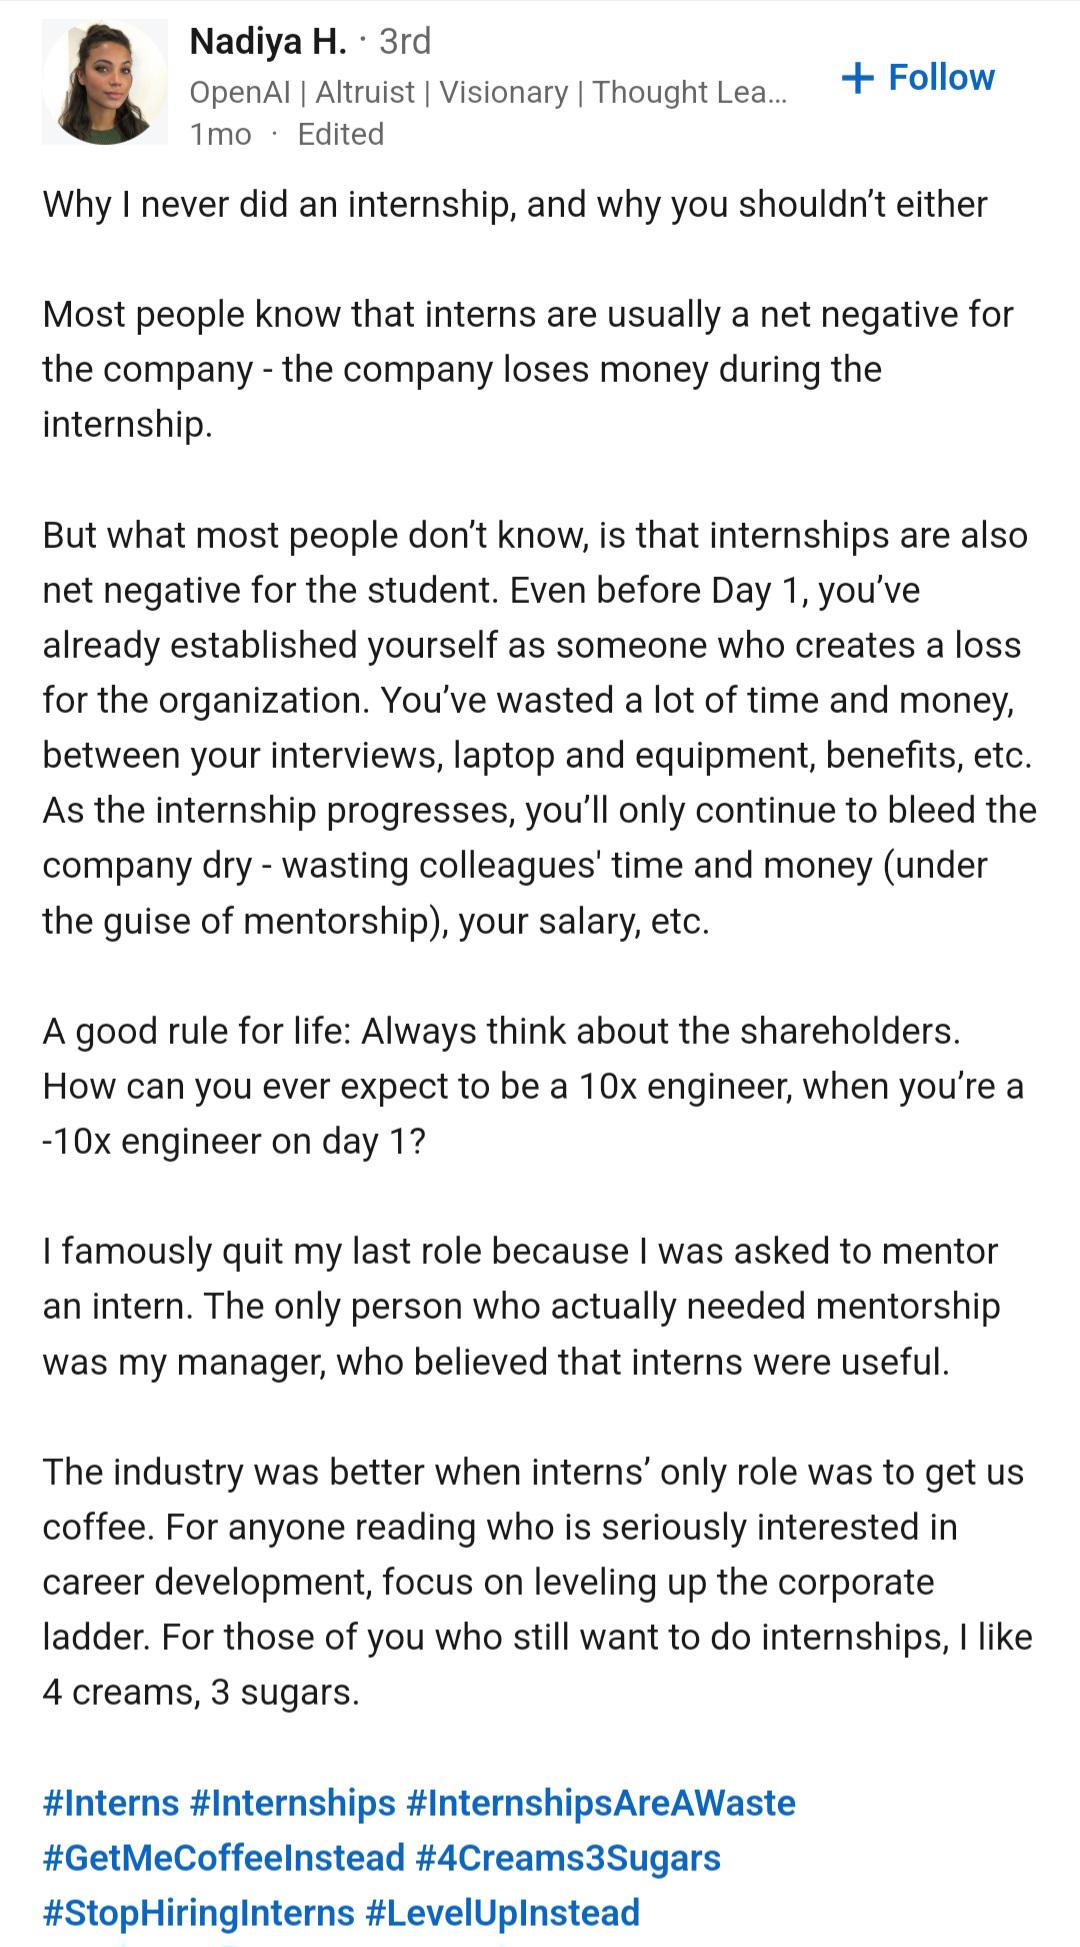 Nadiya H. · 3rd
+ Follow
OpenAI | Altruist | Visionary | Thought Lea...
1mo · Edited
Why I never did an internship, and why you shouldn’t either
Most people know that interns are usually a net negative for
the company - the company loses money during the
internship.
But what most people don’t know, is that internships are also
net negative for the student. Even before Day 1, you’ve
already established yourself as someone who creates a loss
for the organization. You’ve wasted a lot of time and money,
between your interviews, laptop and equipment, benefits, etc.
As the internship progresses, you’ll only continue to bleed the
company dry - wasting colleagues' time and money (under
the guise of mentorship), your salary, etc.
A good rule for life: Always think about the shareholders.
How can you ever expect to be a 10x engineer, when you’re a
-10x engineer on day 1?
I famously quit my last role because I was asked to mentor
an intern. The only person who actually needed mentorship
was my manager, who believed that interns were useful.
The industry was better when interns’ only role was to get us
coffee. For anyone reading who is seriously interested in
career development, focus on leveling up the corporate
ladder. For those of you who still want to do internships, I like
4 creams, 3 sugars.
#Interns #Internships #InternshipsAreAWaste
#GetMeCoffeeInstead #4Creams3Sugars
#StopHiringInterns #LevelUpInstead